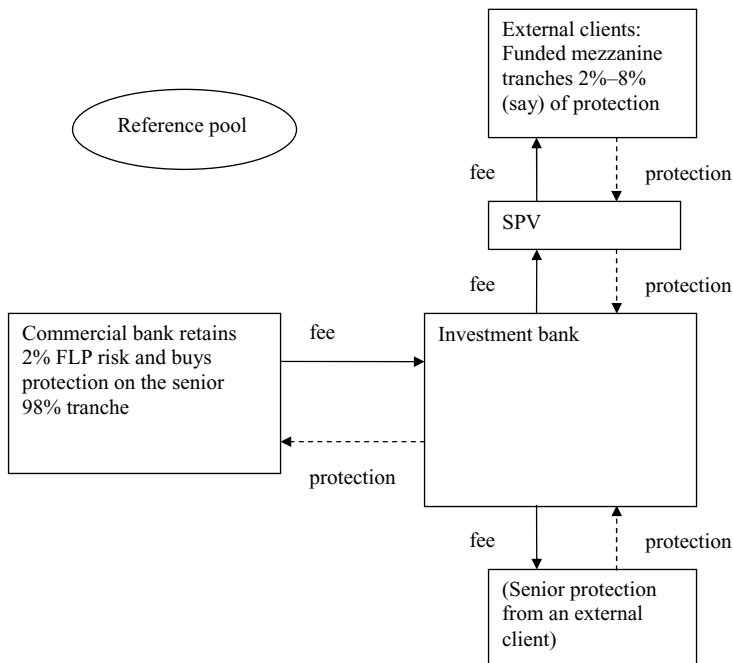 External clients:
Funded mezzanine
tranches 2%–8%
(say) of protection
Reference pool
fee
protection
SPV
fee
protection
Commercial bank retains
2% FLP risk and buys
protection on the senior
98% tranche
fee
Investment bank
protection
fee
protection
(Senior protection
from an external
client)